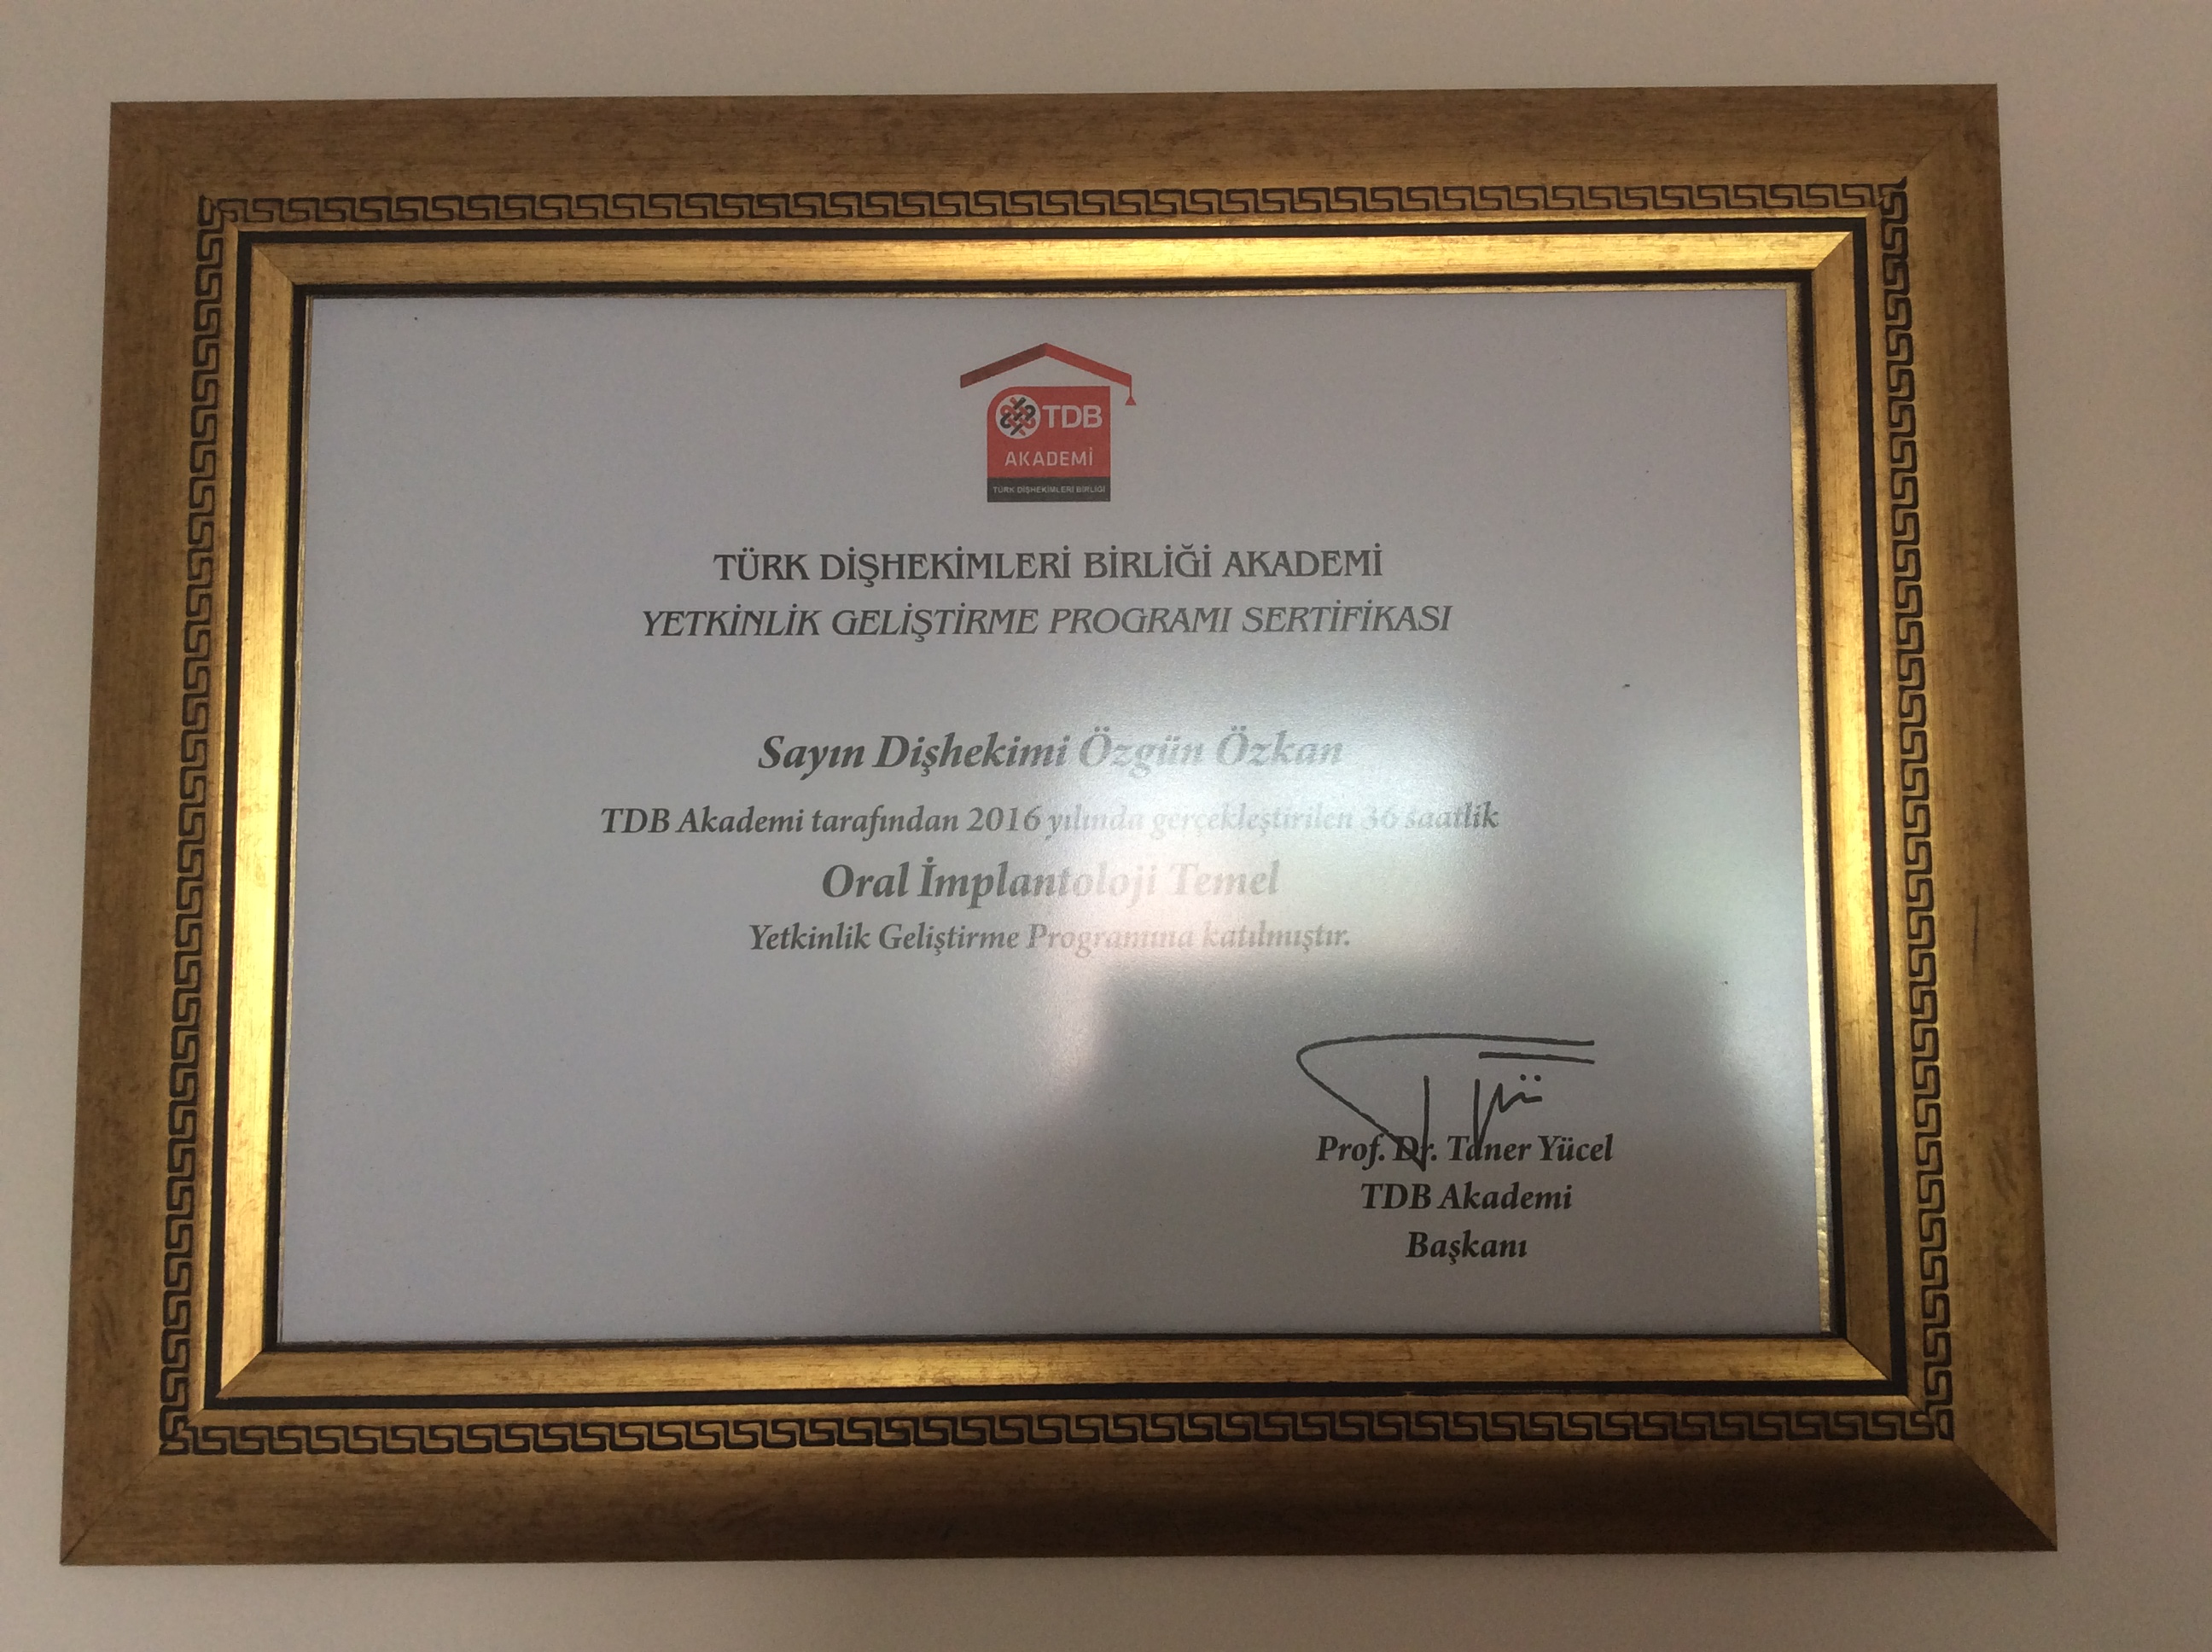 TDB
AKADEMİ
TÜRK DİŞHEKİMLERİ BİRLİĞİ
TÜRK DİŞHEKİMLERİ BİRLİĞİ AKADEMİ
YETKİNLİK GELİŞTİRME PROGRAMI SERTİFİKASI
Sayın Dişhekimi Özgün Özkan
TDB Akademi tarafından 2016 yılında gerçekleştirilen 36 saatlik
Oral İmplantoloji Temel
Yetkinlik Geliştirme Programına katılmıştır.
Prof. Dr. Taner Yücel
TDB Akademi
Başkanı